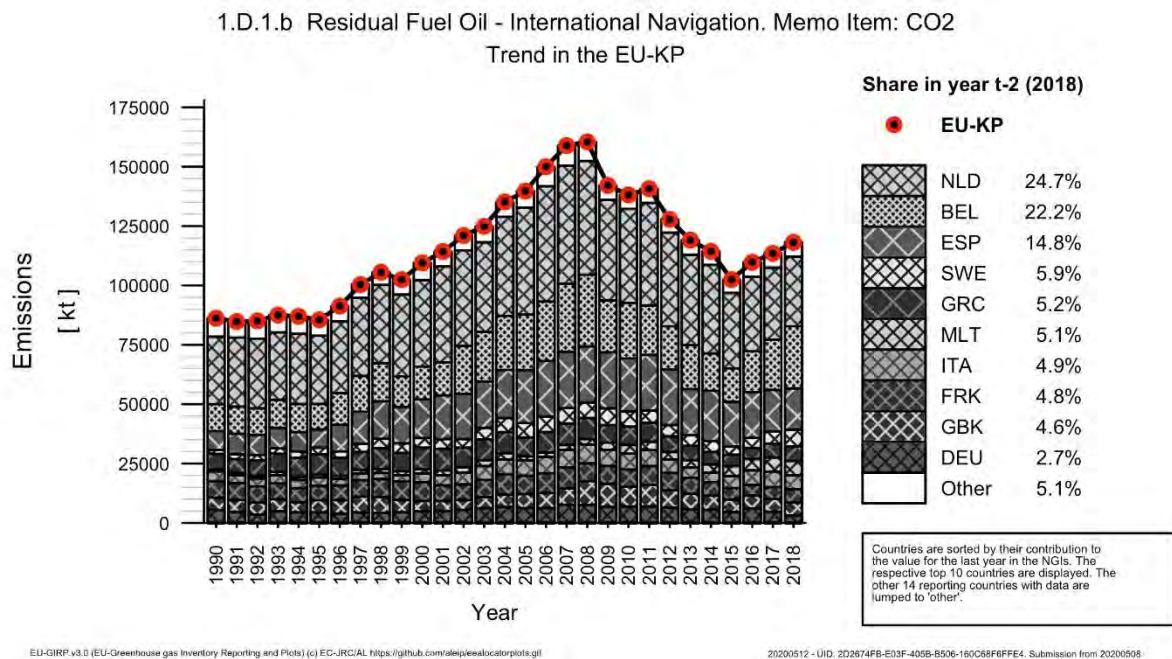 1.D.1.b Residual Fuel Oil - International Navigation. Memo Item: CO2
Trend in the EU-KP
Emissions
[ kt ]
175000
150000
125000
100000
75000
50000
25000
0
1990
1991
1992
1993
1994
1995
1996
1997
1998
1999
2000
2001
2002
2003
2004
2005
2006
2007
2008
2009
2010
2011
2012
2013
2014
2015
2016
2017
2018
Year
Share in year t-2 (2018)
EU-KP
NLD 24.7%
BEL 22.2%
ESP 14.8%
SWE 5.9%
GRC 5.2%
MLT 5.1%
ITA 4.9%
FRK 4.8%
GBK 4.6%
DEU 2.7%
Other 5.1%
Countries are sorted by their contribution to
the value for the last year in the NGIs. The
respective top 10 countries are displayed. The
other 14 reporting countries with data are
lumped to 'other'.
EU-GIRP v3.0 (EU-Greenhouse gas Inventory Reporting and Plots) (c) EC-JRC/AL https://github.com/aleip/eealocatorplots.git
20200512 - UID: 2D2674FB-E03F-405B-B506-160C68F6FFE4. Submission from 20200508